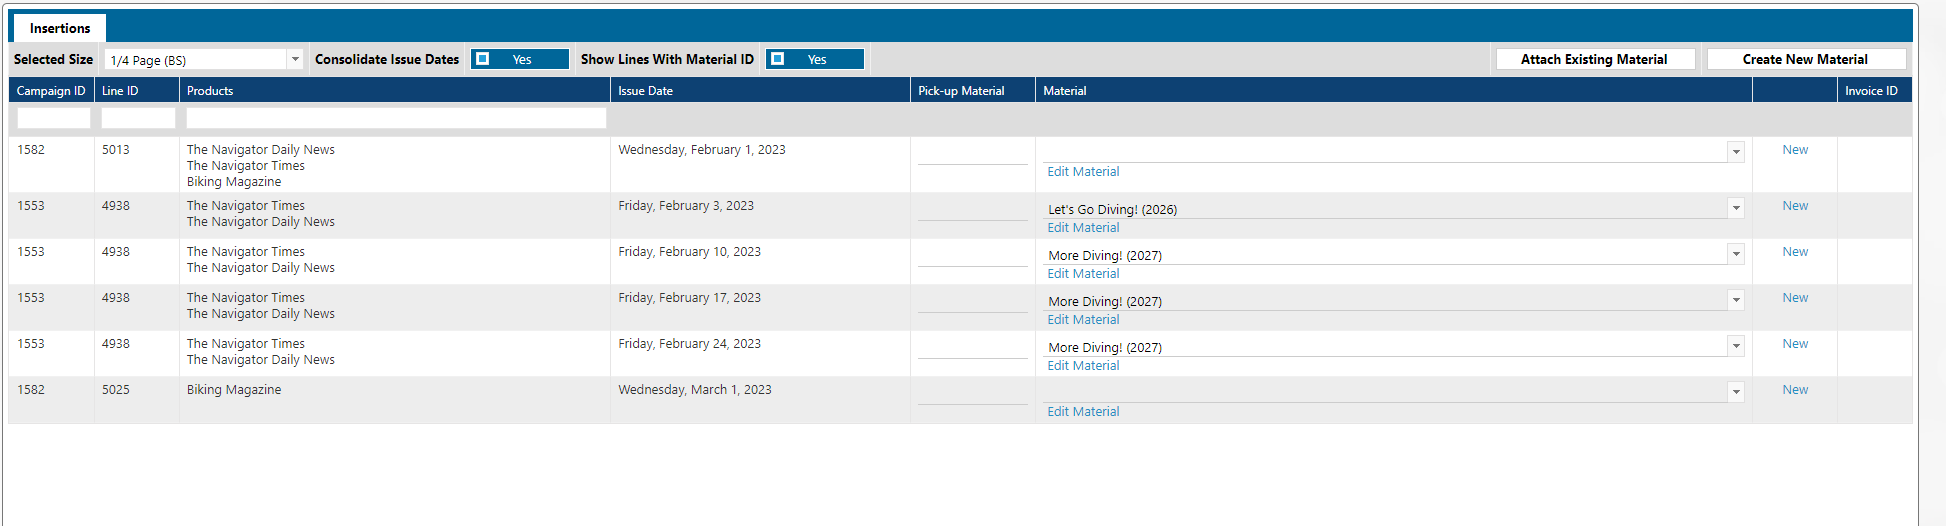 Insertions
Selected Size 1/4 Page (BS) Consolidate Issue Dates Yes Show Lines With Material ID Yes Attach Existing Material Create New Material
Campaign ID Line ID Products Issue Date Pick-up Material Material Invoice ID
1582 5013 The Navigator Daily News Wednesday, February 1, 2023 New
The Navigator Times
Edit Material
Biking Magazine
1553 4938 The Navigator Times Friday, February 3, 2023 Let's Go Diving! (2026) New
The Navigator Daily News
Edit Material
1553 4938 The Navigator Times Friday, February 10, 2023 More Diving! (2027) New
The Navigator Daily News
Edit Material
1553 4938 The Navigator Times Friday, February 17, 2023 More Diving! (2027) New
The Navigator Daily News
Edit Material
1553 4938 The Navigator Times Friday, February 24, 2023 More Diving! (2027) New
The Navigator Daily News
Edit Material
1582 5025 Biking Magazine Wednesday, March 1, 2023 New
Edit Material